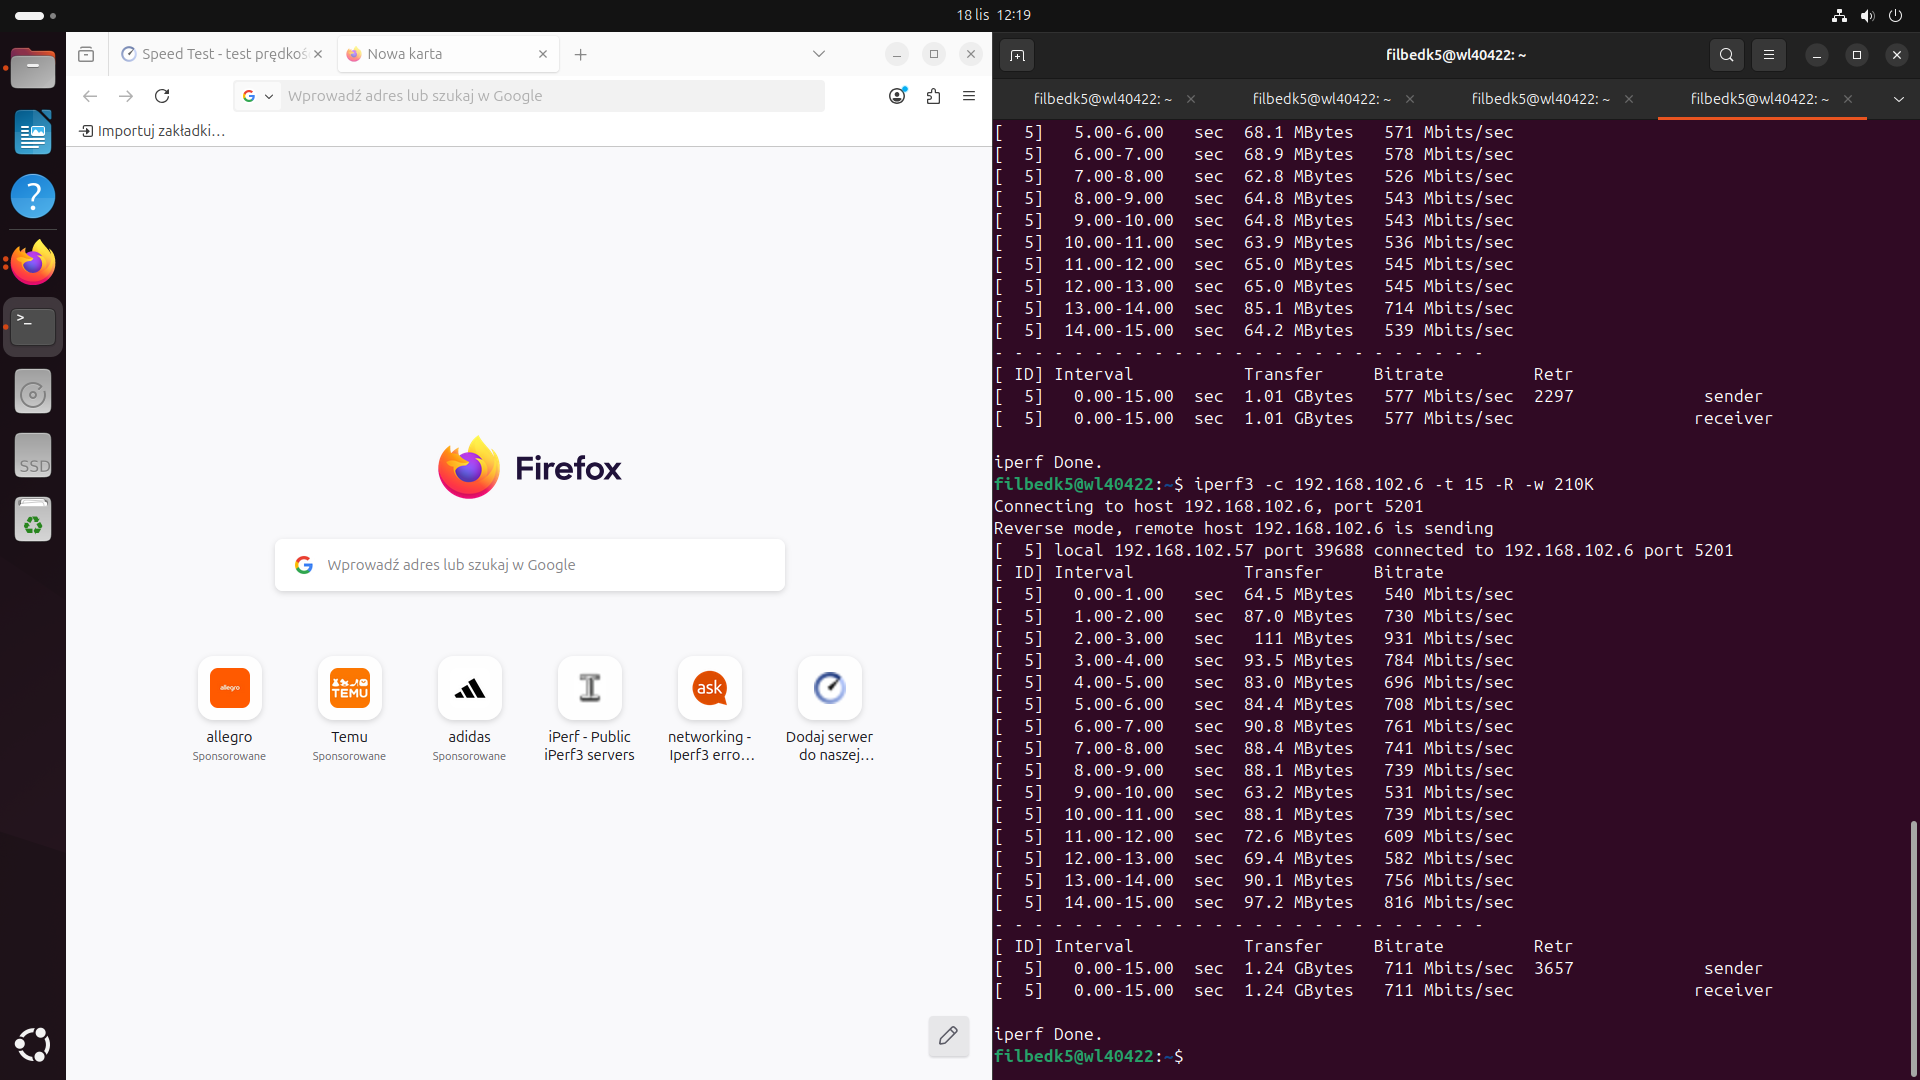 18 lis 12:19
Speed Test - test prędkoś
Nowa karta
Wprowadź adres lub szukaj w Google
Importuj zakładki…
SSD
Firefox
Wprowadź adres lub szukaj w Google
allegro
TEMU
ask
allegro
Sponsorowane
Temu
Sponsorowane
adidas
Sponsorowane
iPerf - Public
iPerf3 servers
networking -
Iperf3 erro…
Dodaj serwer
do naszej…
filbedk5@wl40422: ~
filbedk5@wl40422: ~
filbedk5@wl40422: ~
filbedk5@wl40422: ~
filbedk5@wl40422: ~
[  5]   5.00-6.00   sec  68.1 MBytes   571 Mbits/sec
[  5]   6.00-7.00   sec  68.9 MBytes   578 Mbits/sec
[  5]   7.00-8.00   sec  62.8 MBytes   526 Mbits/sec
[  5]   8.00-9.00   sec  64.8 MBytes   543 Mbits/sec
[  5]   9.00-10.00  sec  64.8 MBytes   543 Mbits/sec
[  5]  10.00-11.00  sec  63.9 MBytes   536 Mbits/sec
[  5]  11.00-12.00  sec  65.0 MBytes   545 Mbits/sec
[  5]  12.00-13.00  sec  65.0 MBytes   545 Mbits/sec
[  5]  13.00-14.00  sec  85.1 MBytes   714 Mbits/sec
[  5]  14.00-15.00  sec  64.2 MBytes   539 Mbits/sec
- - - - - - - - - - - - - - - - - - - - - - - - -
[ ID] Interval           Transfer     Bitrate         Retr
[  5]   0.00-15.00  sec  1.01 GBytes   577 Mbits/sec  2297             sender
[  5]   0.00-15.00  sec  1.01 GBytes   577 Mbits/sec                  receiver
iperf Done.
filbedk5@wl40422:~$ iperf3 -c 192.168.102.6 -t 15 -R -w 210K
Connecting to host 192.168.102.6, port 5201
Reverse mode, remote host 192.168.102.6 is sending
[  5] local 192.168.102.57 port 39688 connected to 192.168.102.6 port 5201
[ ID] Interval           Transfer     Bitrate
[  5]   0.00-1.00   sec  64.5 MBytes   540 Mbits/sec
[  5]   1.00-2.00   sec  87.0 MBytes   730 Mbits/sec
[  5]   2.00-3.00   sec   111 MBytes   931 Mbits/sec
[  5]   3.00-4.00   sec  93.5 MBytes   784 Mbits/sec
[  5]   4.00-5.00   sec  83.0 MBytes   696 Mbits/sec
[  5]   5.00-6.00   sec  84.4 MBytes   708 Mbits/sec
[  5]   6.00-7.00   sec  90.8 MBytes   761 Mbits/sec
[  5]   7.00-8.00   sec  88.4 MBytes   741 Mbits/sec
[  5]   8.00-9.00   sec  88.1 MBytes   739 Mbits/sec
[  5]   9.00-10.00  sec  63.2 MBytes   531 Mbits/sec
[  5]  10.00-11.00  sec  88.1 MBytes   739 Mbits/sec
[  5]  11.00-12.00  sec  72.6 MBytes   609 Mbits/sec
[  5]  12.00-13.00  sec  69.4 MBytes   582 Mbits/sec
[  5]  13.00-14.00  sec  90.1 MBytes   756 Mbits/sec
[  5]  14.00-15.00  sec  97.2 MBytes   816 Mbits/sec
- - - - - - - - - - - - - - - - - - - - - - - - -
[ ID] Interval           Transfer     Bitrate         Retr
[  5]   0.00-15.00  sec  1.24 GBytes   711 Mbits/sec  3657             sender
[  5]   0.00-15.00  sec  1.24 GBytes   711 Mbits/sec                  receiver
iperf Done.
filbedk5@wl40422:~$